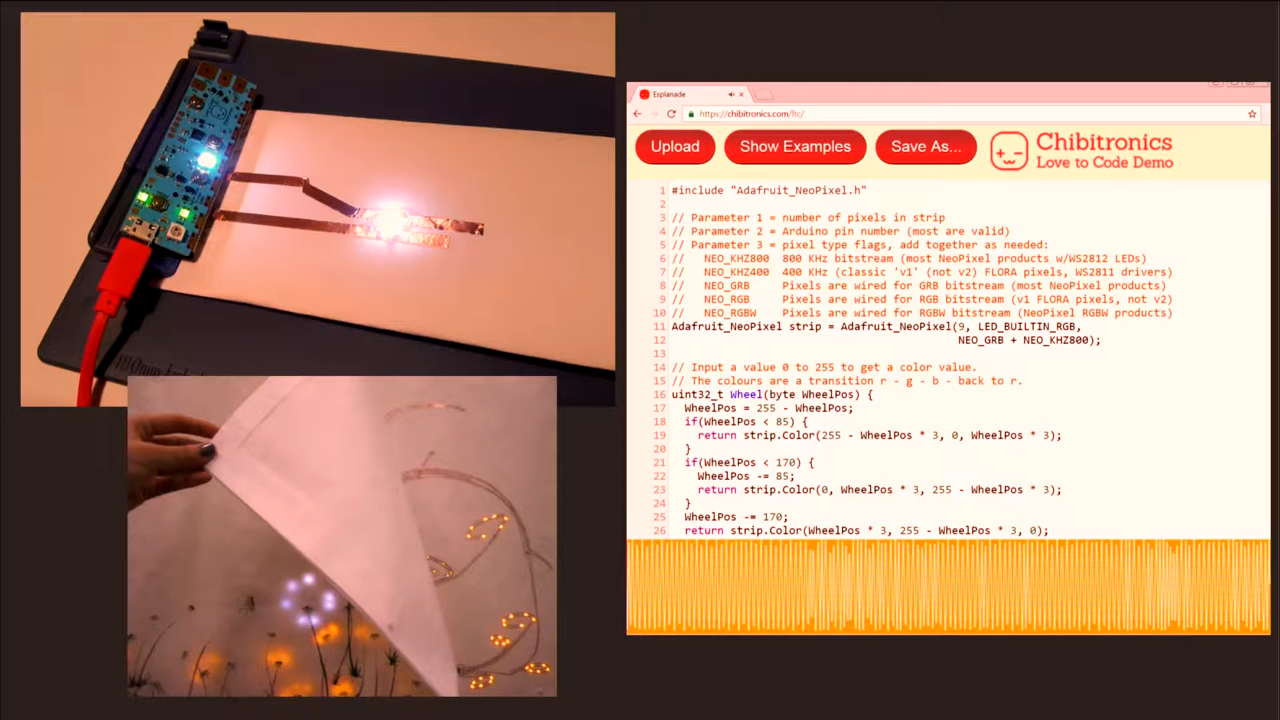 Esplanade
https://chibitronics.com/ltc/
Upload
Show Examples
Save As...
Chibitronics
Love to Code Demo
1 #include "Adafruit_NeoPixel.h"
2
3 // Parameter 1 = number of pixels in strip
4 // Parameter 2 = Arduino pin number (most are valid)
5 // Parameter 3 = pixel type flags, add together as needed:
6 //   NEO_KHZ800  800 KHz bitstream (most NeoPixel products w/WS2812 LEDs)
7 //   NEO_KHZ400  400 KHz (classic 'v1' (not v2) FLORA pixels, WS2811 drivers)
8 //   NEO_GRB     Pixels are wired for GRB bitstream (most NeoPixel products)
9 //   NEO_RGB     Pixels are wired for RGB bitstream (v1 FLORA pixels, not v2)
10 //   NEO_RGBW    Pixels are wired for RGBW bitstream (NeoPixel RGBW products)
11 Adafruit_NeoPixel strip = Adafruit_NeoPixel(9, LED_BUILTIN_RGB,
12 NEO_GRB + NEO_KHZ800);
13
14 // Input a value 0 to 255 to get a color value.
15 // The colours are a transition r - g - b - back to r.
16 uint32_t Wheel(byte WheelPos) {
17   WheelPos = 255 - WheelPos;
18   if(WheelPos < 85) {
19     return strip.Color(255 - WheelPos * 3, 0, WheelPos * 3);
20   }
21   if(WheelPos < 170) {
22     WheelPos -= 85;
23     return strip.Color(0, WheelPos * 3, 255 - WheelPos * 3);
24   }
25   WheelPos -= 170;
26   return strip.Color(WheelPos * 3, 255 - WheelPos * 3, 0);